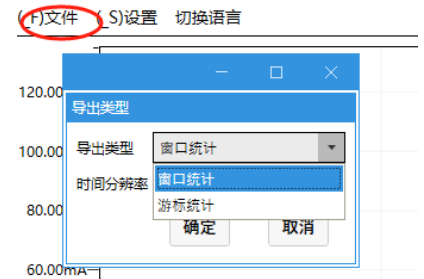 (_F)文件 (_S)设置 切换语言
120.00
导出类型
100.00
导出类型 窗口统计
时间分辨率 窗口统计
80.00
游标统计
确定 取消
60.00mA